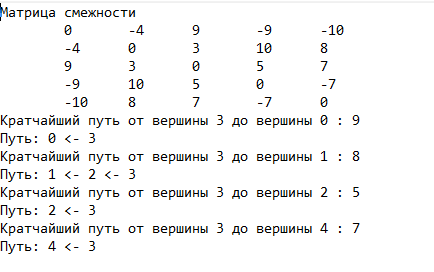 Матрица смежности
0 -4 9 -9 -10
-4 0 3 10 8
9 3 0 5 7
-9 10 5 0 -7
-10 8 7 -7 0
Кратчайший путь от вершины 3 до вершины 0 : 9
Путь: 0 <- 3
Кратчайший путь от вершины 3 до вершины 1 : 8
Путь: 1 <- 2 <- 3
Кратчайший путь от вершины 3 до вершины 2 : 5
Путь: 2 <- 3
Кратчайший путь от вершины 3 до вершины 4 : 7
Путь: 4 <- 3